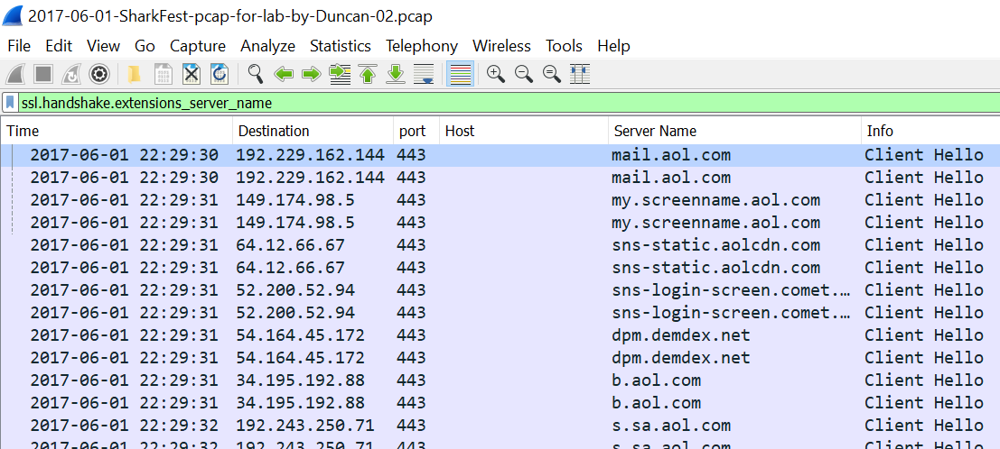 2017-06-01-SharkFest-pcap-for-lab-by-Duncan-02.pcap
File Edit View Go Capture Analyze Statistics Telephony Wireless Tools Help
ssl.handshake.extensions_server_name
Time Destination port Host Server Name Info
2017-06-01 22:29:30 192.229.162.144 443 mail.aol.com Client Hello
2017-06-01 22:29:30 192.229.162.144 443 mail.aol.com Client Hello
2017-06-01 22:29:31 149.174.98.5 443 my.screenname.aol.com Client Hello
2017-06-01 22:29:31 149.174.98.5 443 my.screenname.aol.com Client Hello
2017-06-01 22:29:31 64.12.66.67 443 sns-static.aolcdn.com Client Hello
2017-06-01 22:29:31 64.12.66.67 443 sns-static.aolcdn.com Client Hello
2017-06-01 22:29:31 52.200.52.94 443 sns-login-screen.comet.… Client Hello
2017-06-01 22:29:31 52.200.52.94 443 sns-login-screen.comet.… Client Hello
2017-06-01 22:29:31 54.164.45.172 443 dpm.demdex.net Client Hello
2017-06-01 22:29:31 54.164.45.172 443 dpm.demdex.net Client Hello
2017-06-01 22:29:31 34.195.192.88 443 b.aol.com Client Hello
2017-06-01 22:29:31 34.195.192.88 443 b.aol.com Client Hello
2017-06-01 22:29:32 192.243.250.71 443 s.sa.aol.com Client Hello
2017-06-01 22:29:32 192.243.250.71 443 s.sa.aol.com Client Hello